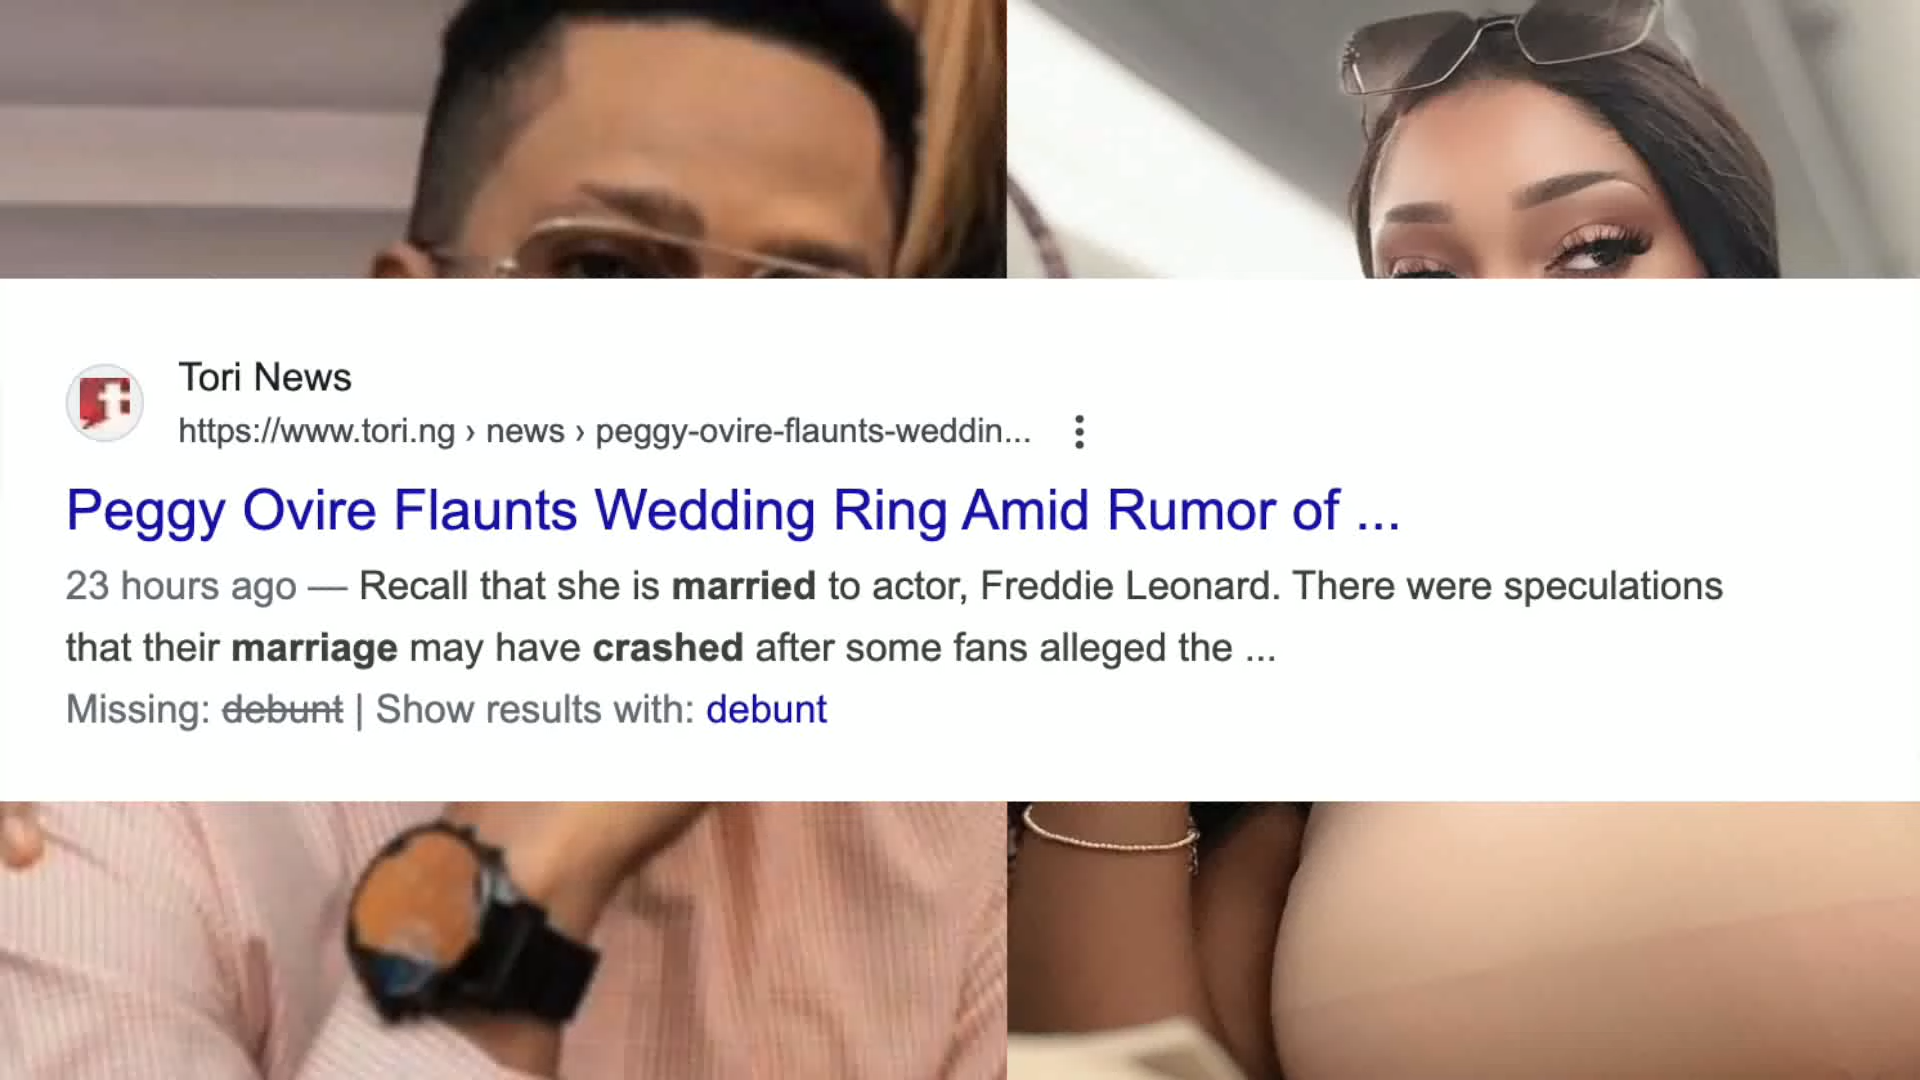 Tori News
https://www.tori.ng › news › peggy-ovire-flaunts-weddin...
Peggy Ovire Flaunts Wedding Ring Amid Rumor of ...
23 hours ago — Recall that she is married to actor, Freddie Leonard. There were speculations
that their marriage may have crashed after some fans alleged the ...
Missing: debunt | Show results with: debunt